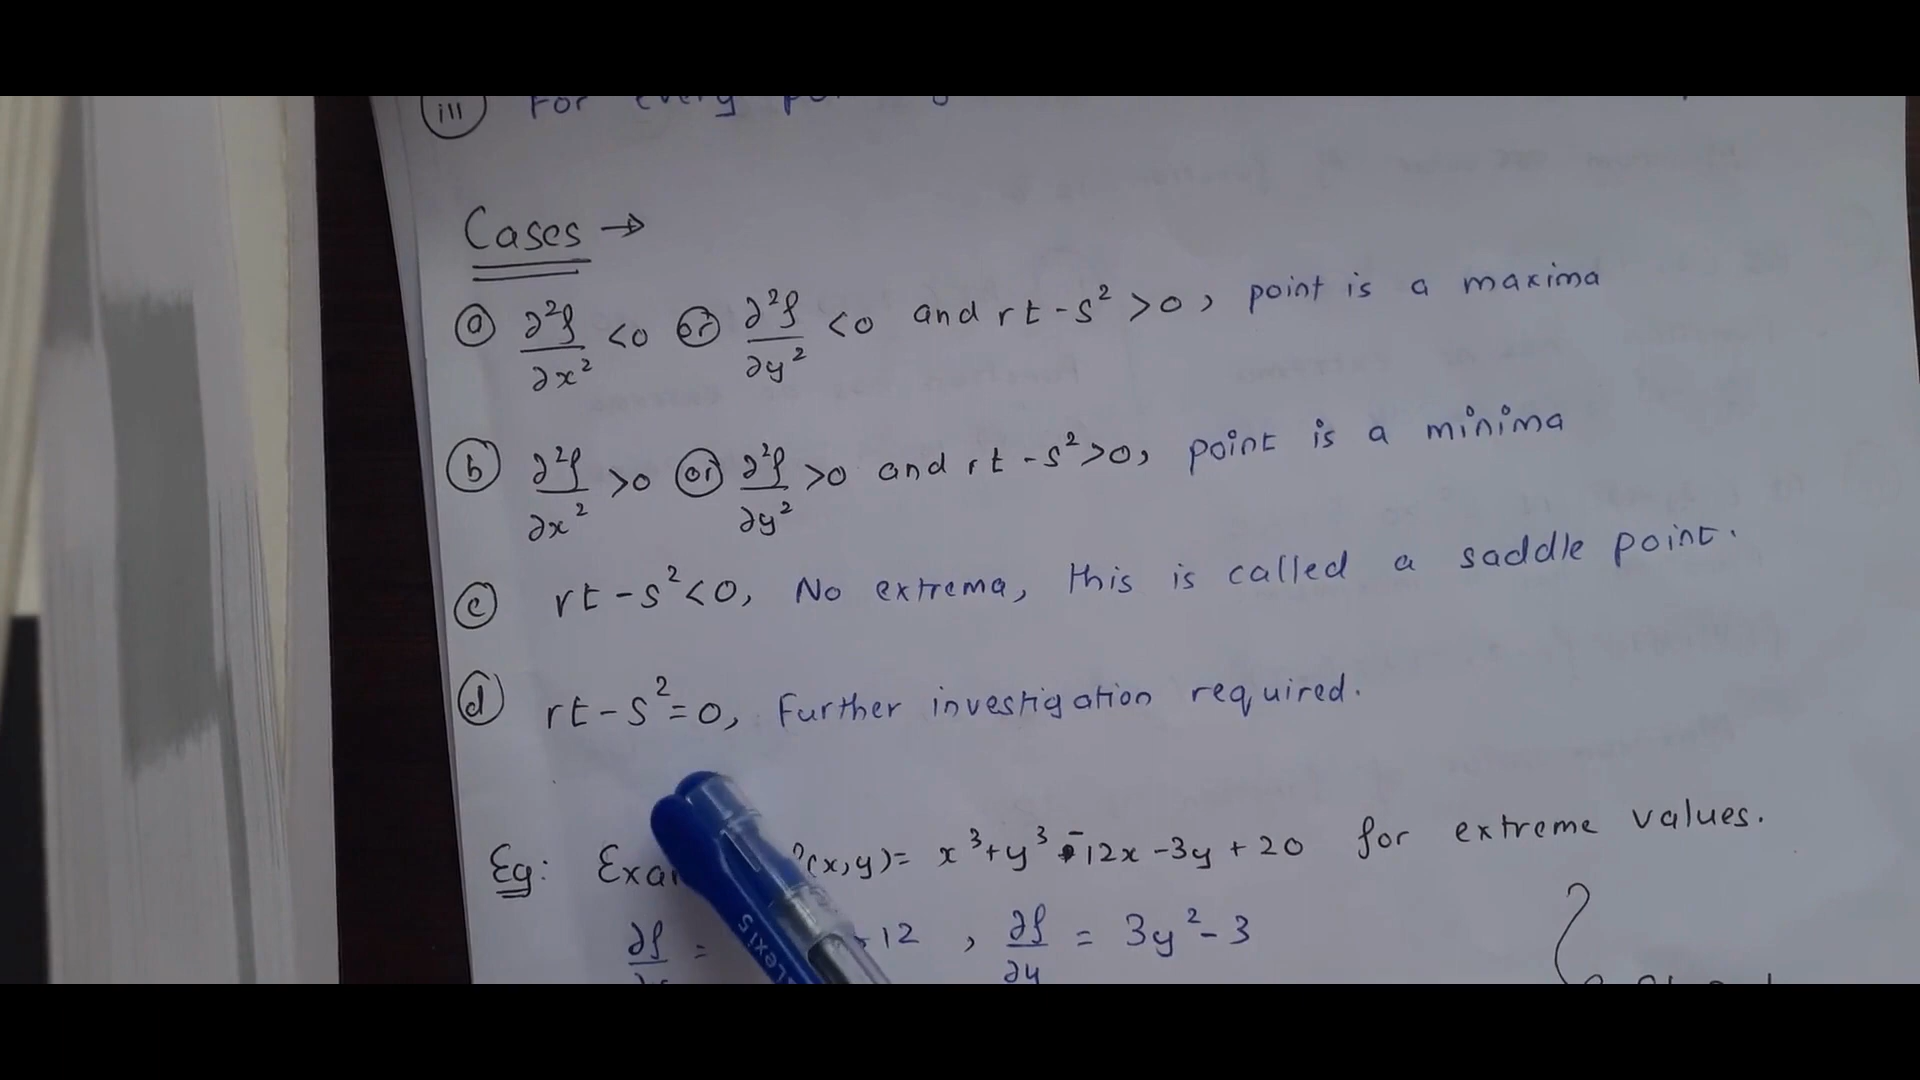 iii For every
Cases →
a ∂²f/∂x² <0 or ∂²f/∂y² <0 and rt-s² >0, point is a maxima
b ∂²f/∂x² >0 or ∂²f/∂y² >0 and rt-s²>0, point is a minima
c rt-s²<0, No extrema, this is called a saddle point.
d rt-s²=0, Further investigation required.
Eg: (x,y)= x³+y³-12x-3y+20 for extreme values.
∂f = -12 , ∂f/∂y = 3y²-3
Lexis